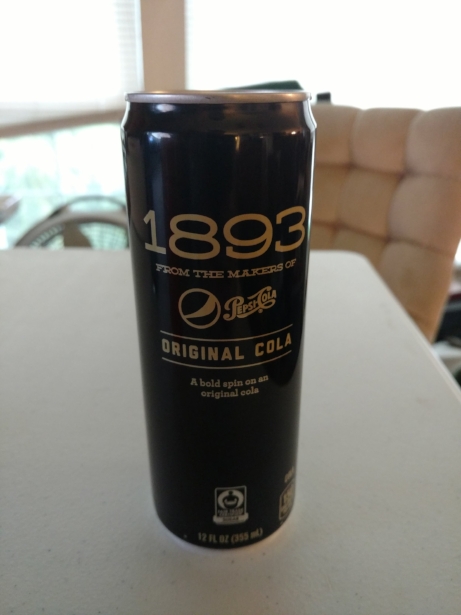 1893
FROM THE MAKERS OF
PEPSI-COLA
ORIGINAL COLA
A bold spin on an
original cola
12 FL OZ (355 mL)